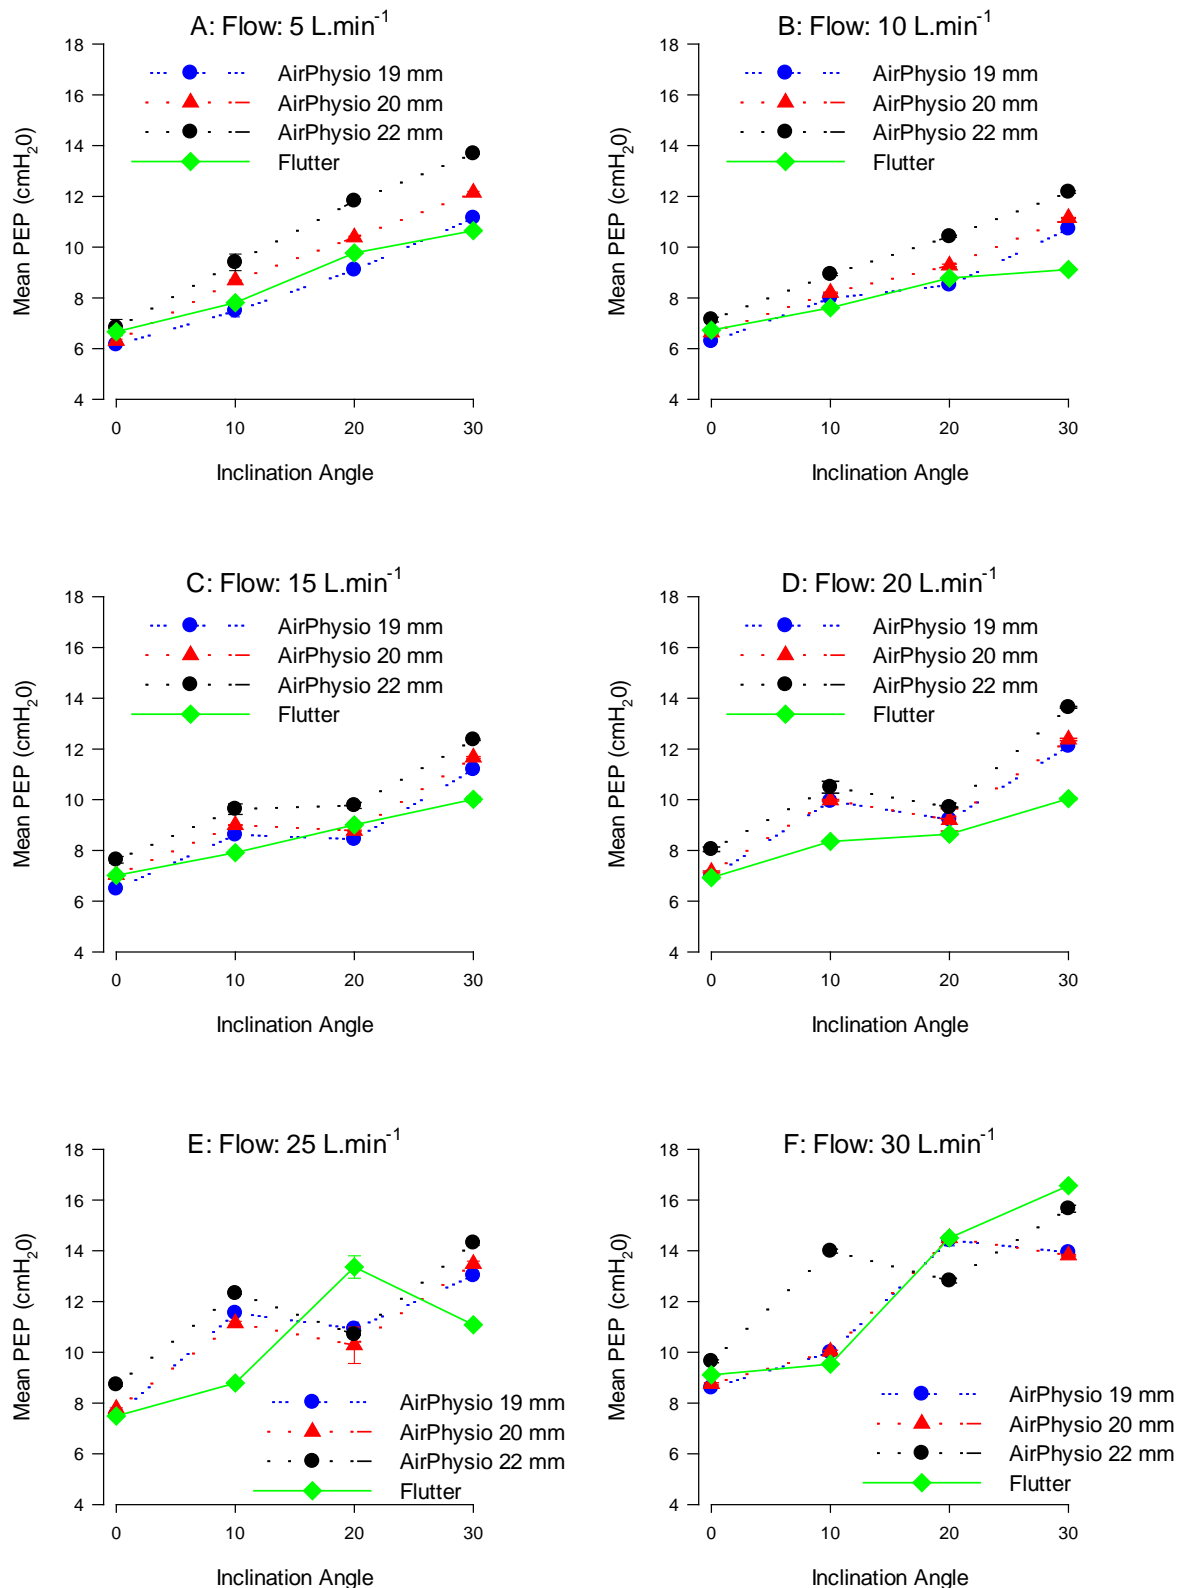 A: Flow: 5 L.min-1
18
16
14
12
10
8
6
4
Mean PEP (cmH20)
AirPhysio 19 mm
AirPhysio 20 mm
AirPhysio 22 mm
Flutter
0 10 20 30
Inclination Angle
B: Flow: 10 L.min-1
18
16
14
12
10
8
6
4
Mean PEP (cmH20)
AirPhysio 19 mm
AirPhysio 20 mm
AirPhysio 22 mm
Flutter
0 10 20 30
Inclination Angle
C: Flow: 15 L.min-1
18
16
14
12
10
8
6
4
Mean PEP (cmH20)
AirPhysio 19 mm
AirPhysio 20 mm
AirPhysio 22 mm
Flutter
0 10 20 30
Inclination Angle
D: Flow: 20 L.min-1
18
16
14
12
10
8
6
4
Mean PEP (cmH20)
AirPhysio 19 mm
AirPhysio 20 mm
AirPhysio 22 mm
Flutter
0 10 20 30
Inclination Angle
E: Flow: 25 L.min-1
18
16
14
12
10
8
6
4
Mean PEP (cmH20)
AirPhysio 19 mm
AirPhysio 20 mm
AirPhysio 22 mm
Flutter
0 10 20 30
Inclination Angle
F: Flow: 30 L.min-1
18
16
14
12
10
8
6
4
Mean PEP (cmH20)
AirPhysio 19 mm
AirPhysio 20 mm
AirPhysio 22 mm
Flutter
0 10 20 30
Inclination Angle